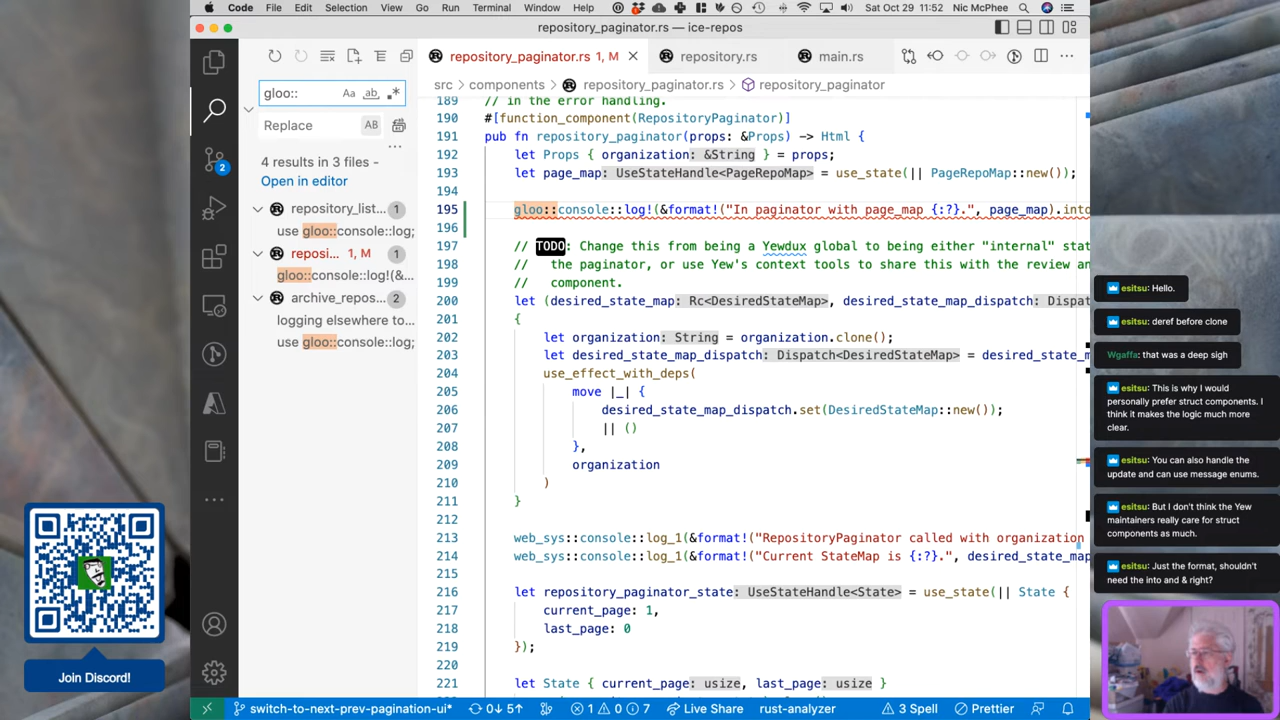 Code File Edit Selection View Go Run Terminal Window Help Sat Oct 29 11:52 Nic McPhee
repository_paginator.rs — ice-repos
repository_paginator.rs 1, M
repository.rs
main.rs
src components repository_paginator.rs repository_paginator
gloo::
Aa ab
Replace
AB
4 results in 3 files -
Open in editor
repository_list... 1
use gloo::console::log;
reposi... 1, M 1
gloo::console::log!(&...
archive_repos... 2
logging elsewhere to...
use gloo::console::log;
2
189 // in the error handling.
190 #[function_component(RepositoryPaginator)]
191 pub fn repository_paginator(props: &Props) -> Html {
192 let Props { organization: &String } = props;
193 let page_map: UseStateHandle<PageRepoMap> = use_state(|| PageRepoMap::new());
194
195 gloo::console::log!(&format!("In paginator with page_map {:?}.", page_map).into
196
197 // TODO: Change this from being a Yewdux global to being either "internal" stat
198 // the paginator, or use Yew's context tools to share this with the review an
199 // component.
200 let (desired_state_map: Rc<DesiredStateMap>, desired_state_map_dispatch: Dispatc
201 {
202 let organization: String = organization.clone();
203 let desired_state_map_dispatch: Dispatch<DesiredStateMap> = desired_state_ma
204 use_effect_with_deps(
205 move |_| {
206 desired_state_map_dispatch.set(DesiredStateMap::new());
207 || ()
208 },
209 organization
210 )
211 }
212
213 web_sys::console::log_1(&format!("RepositoryPaginator called with organization
214 web_sys::console::log_1(&format!("Current StateMap is {:?}.", desired_state_map
215
216 let repository_paginator_state: UseStateHandle<State> = use_state(|| State {
217 current_page: 1,
218 last_page: 0
219 });
220
221 let State { current_page: usize, last_page: usize }
switch-to-next-prev-pagination-ui* 0↓ 5↑ 1 0 7 Live Share rust-analyzer 3 Spell Prettier
esitsu: Hello.
esitsu: deref before clone
Wgaffa: that was a deep sigh
esitsu: This is why I would
personally prefer struct components. I
think it makes the logic much more
clear.
esitsu: You can also handle the
update and can use message enums.
esitsu: But I don't think the Yew
maintainers really care for struct
components as much.
esitsu: Just the format, shouldn't
need the into and & right?
Join Discord!